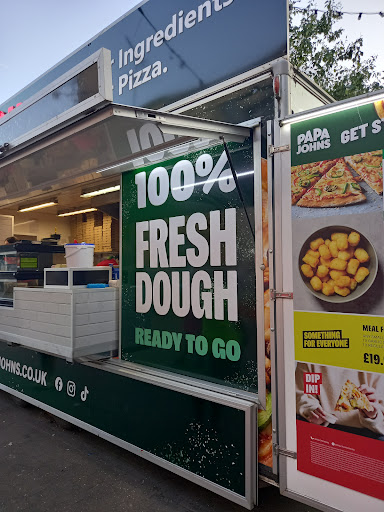 Ingredients
Pizza.
100%
FRESH
DOUGH
READY TO GO
JOHNS.CO.UK
PAPA
JOHNS
GET S
SOMETHING
FOR EVERYONE
MEAL F
£19.
DIP
IN!